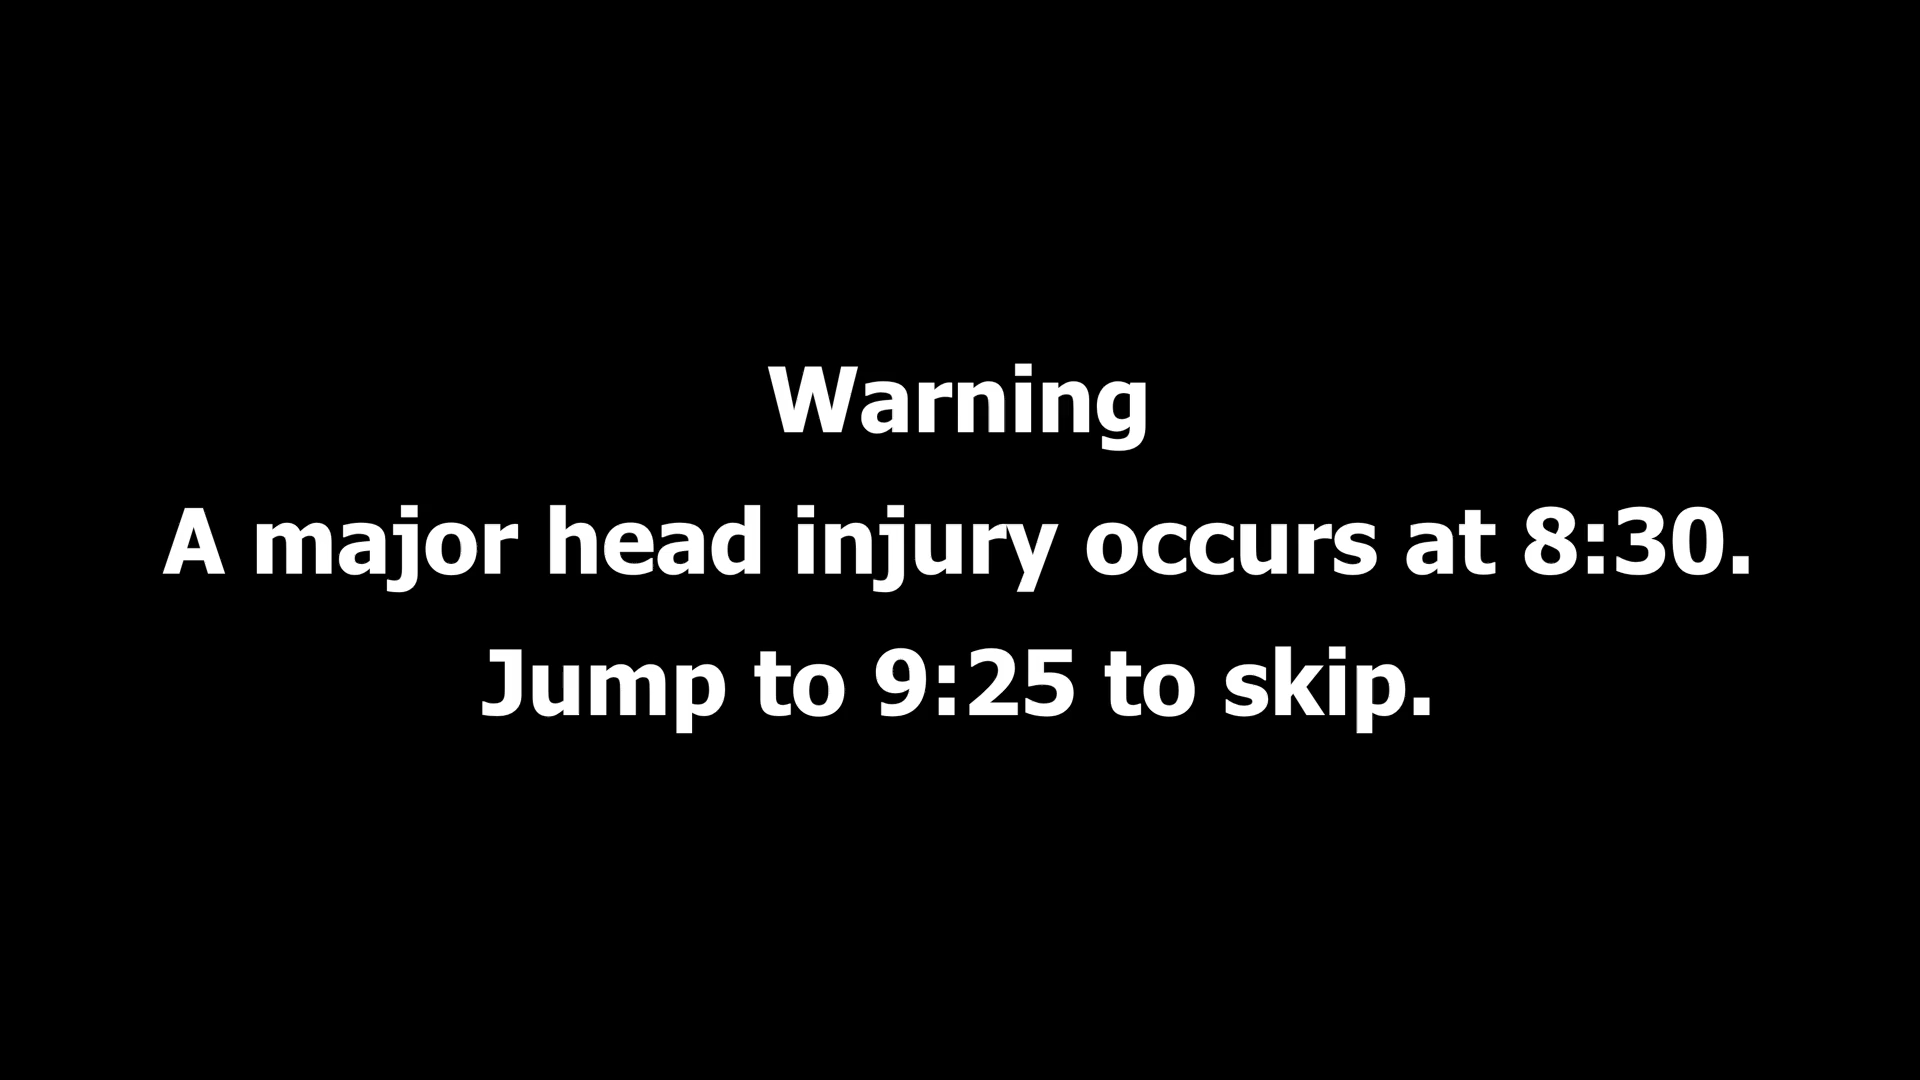 Warning
A major head injury occurs at 8:30.
Jump to 9:25 to skip.